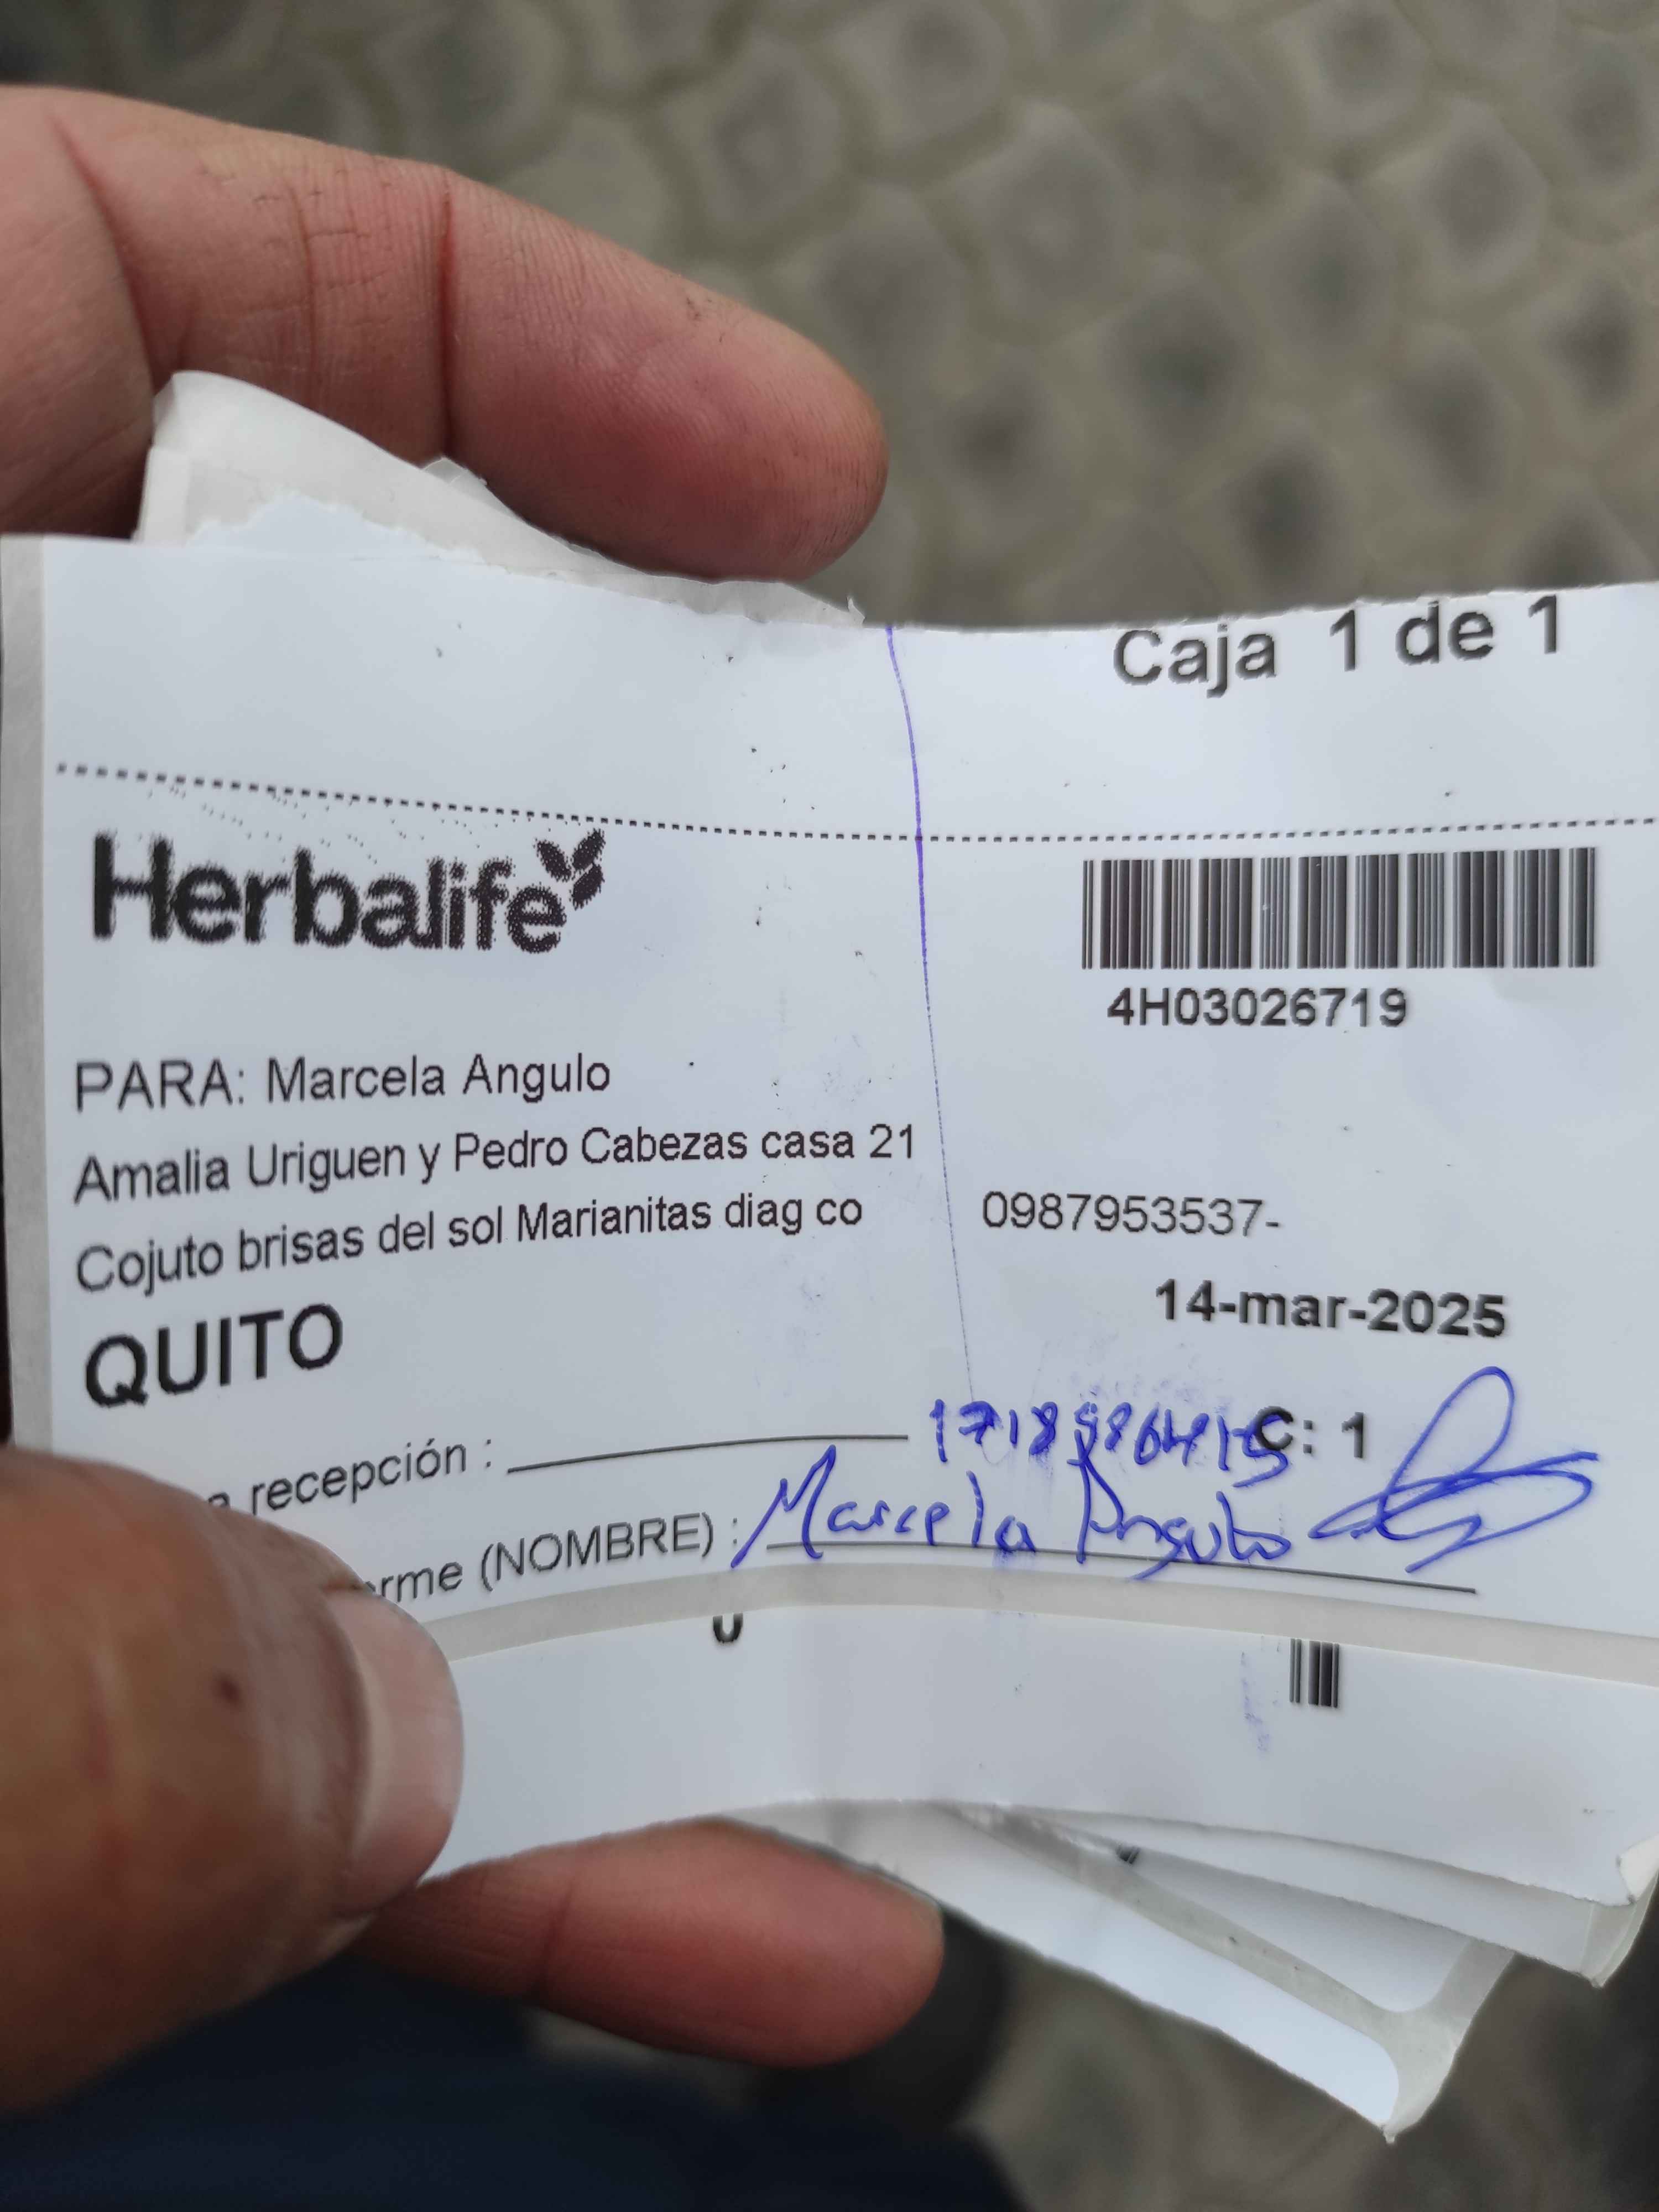 Caja 1 de 1
Herbalife
4H03026719
PARA: Marcela Angulo
Amalia Uriguen y Pedro Cabezas casa 21
Cojuto brisas del sol Marianitas diag co
0987953537-
14-mar-2025
QUITO
C: 1
recepción :
(NOMBRE) : Marcela Angulo